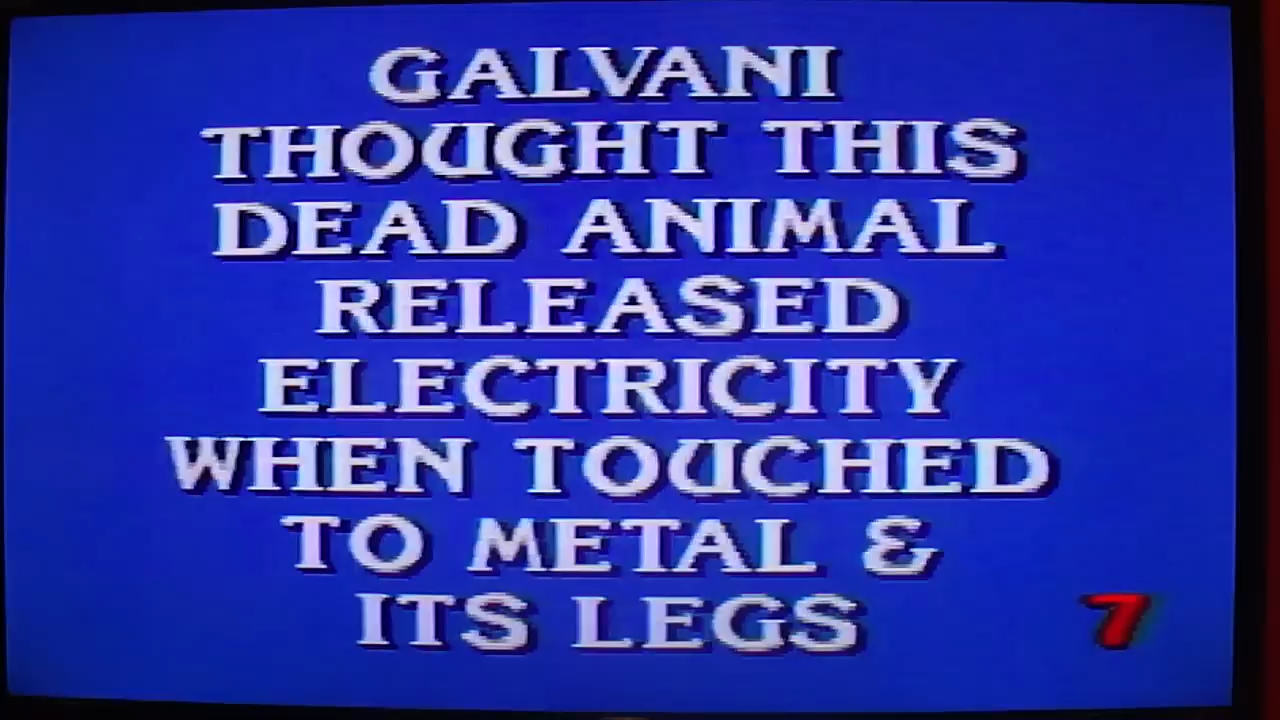 GALVANI
THOUGHT THIS
DEAD ANIMAL
RELEASED
ELECTRICITY
WHEN TOUCHED
TO METAL &
ITS LEGS
7